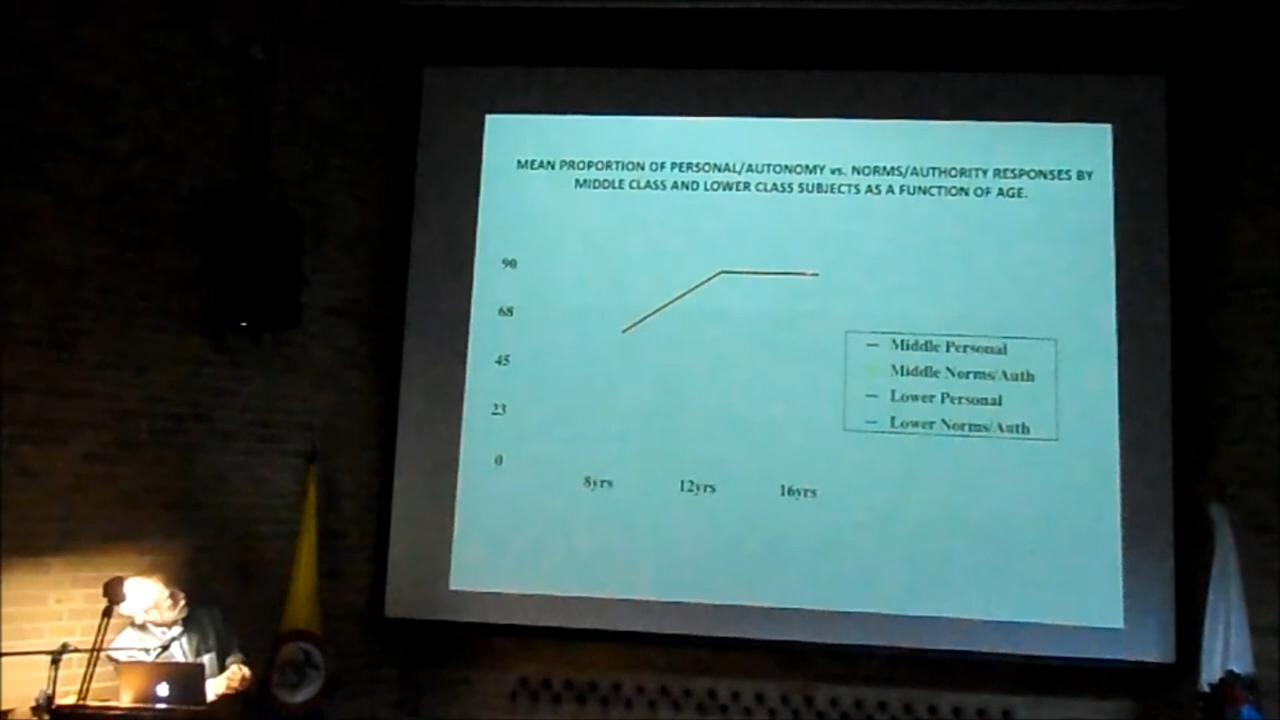 MEAN PROPORTION OF PERSONAL/AUTONOMY vs. NORMS/AUTHORITY RESPONSES BY
MIDDLE CLASS AND LOWER CLASS SUBJECTS AS A FUNCTION OF AGE.
90
68
45
23
0
8yrs 12yrs 16yrs
Middle Personal
Middle Norms/Auth
Lower Personal
Lower Norms/Auth